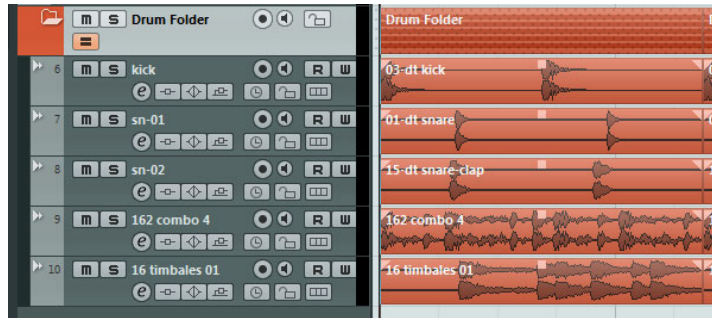 m S Drum Folder
Drum Folder
6 m S kick R W
e
03-dt kick
7 m S sn-01 R W
e
01-dt snare
8 m S sn-02 R W
e
15-dt snare-clap
9 m S 162 combo 4 R W
e
162 combo 4
10 m S 16 timbales 01 R W
e
16 timbales 01